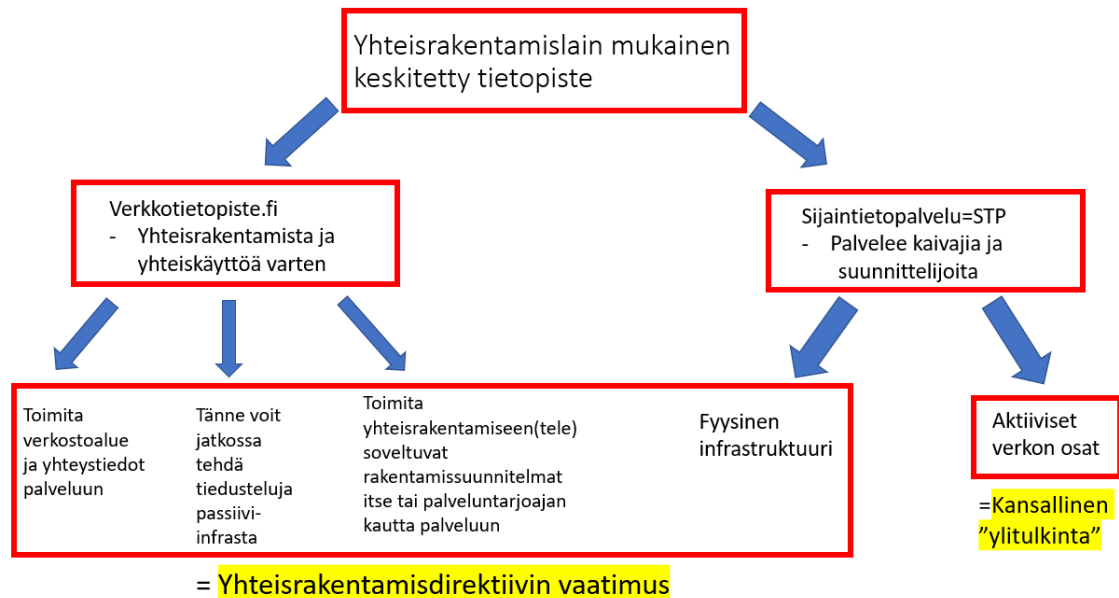 Yhteisrakentamislain mukainen
keskitetty tietopiste
Verkkotietopiste.fi
- Yhteisrakentamista ja
yhteiskäyttöä varten
Sijaintietopalvelu=STP
- Palvelee kaivajia ja
suunnittelijoita
Toimita
verkostoalue
ja yhteystiedot
palveluun
Tänne voit
jatkossa
tehdä
tiedusteluja
passiivi-
infrasta
Toimita
yhteisrakentamiseen(tele)
soveltuvat
rakentamissuunnitelmat
itse tai palveluntarjoajan
kautta palveluun
Fyysinen
infrastruktuuri
Aktiiviset
verkon osat
=Kansallinen
”ylitulkinta”
= Yhteisrakentamisdirektiivin vaatimus